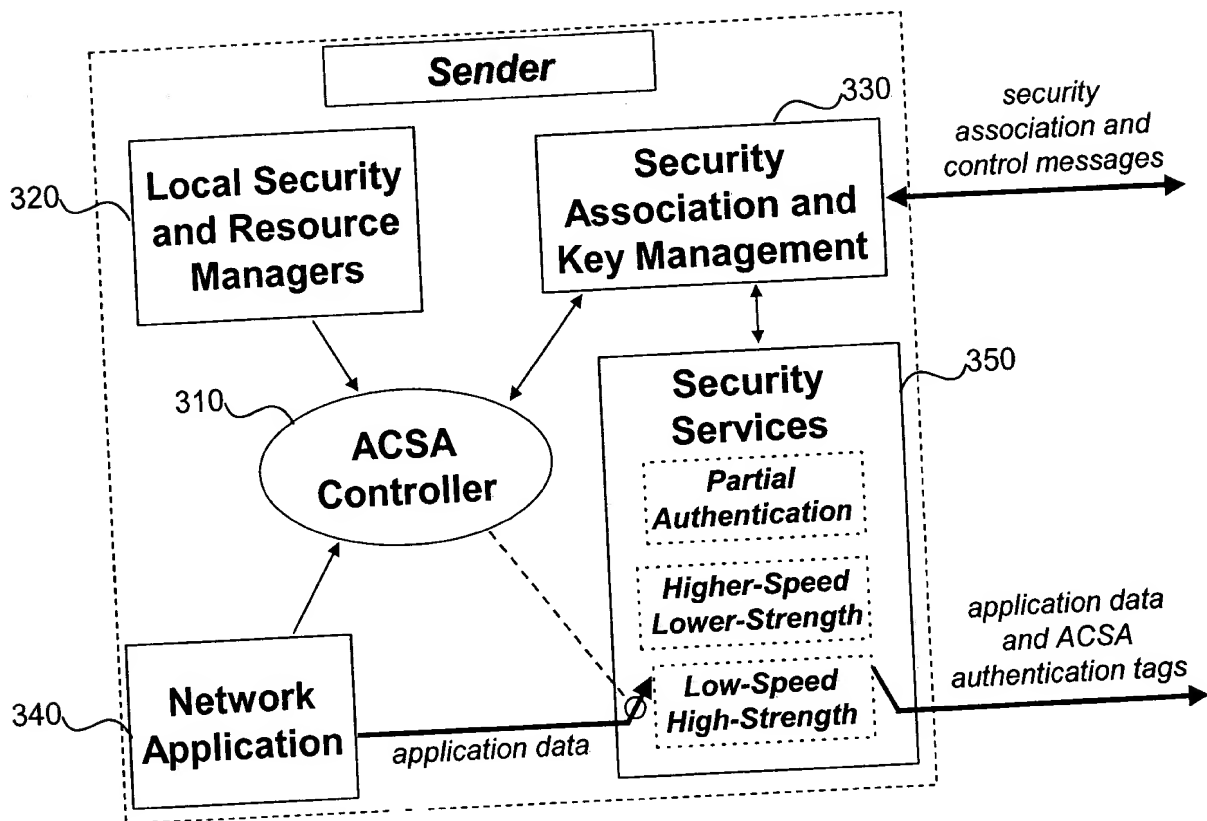 Sender
330
security
association and
control messages
320
Local Security
and Resource
Managers
Security
Association and
Key Management
310
ACSA
Controller
350
Security
Services
Partial
Authentication
Higher-Speed
Lower-Strength
Low-Speed
High-Strength
application data
and ACSA
authentication tags
340
Network
Application
application data